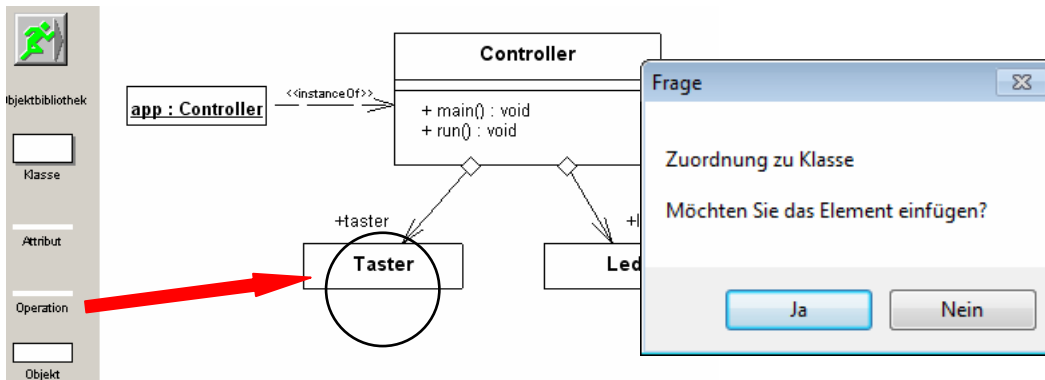 bjektbibliothek
Klasse
Attribut
Operation
Objekt
app : Controller
<<instanceOf>>
Controller
+ main() : void
+ run() : void
+taster
+l
Taster
Led
Frage
Zuordnung zu Klasse
Möchten Sie das Element einfügen?
Ja
Nein